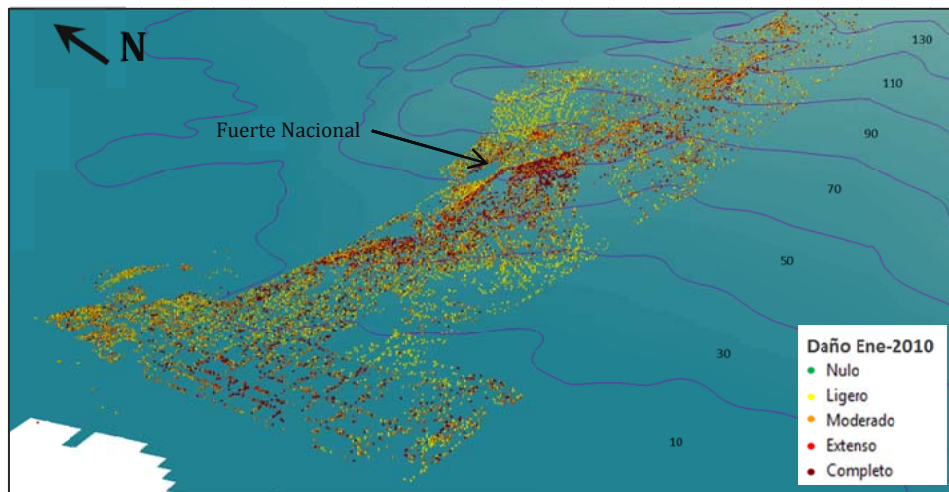 N
Fuerte Nacional
130
110
90
70
50
30
10
Daño Ene-2010
Nulo
Ligero
Moderado
Extenso
Completo